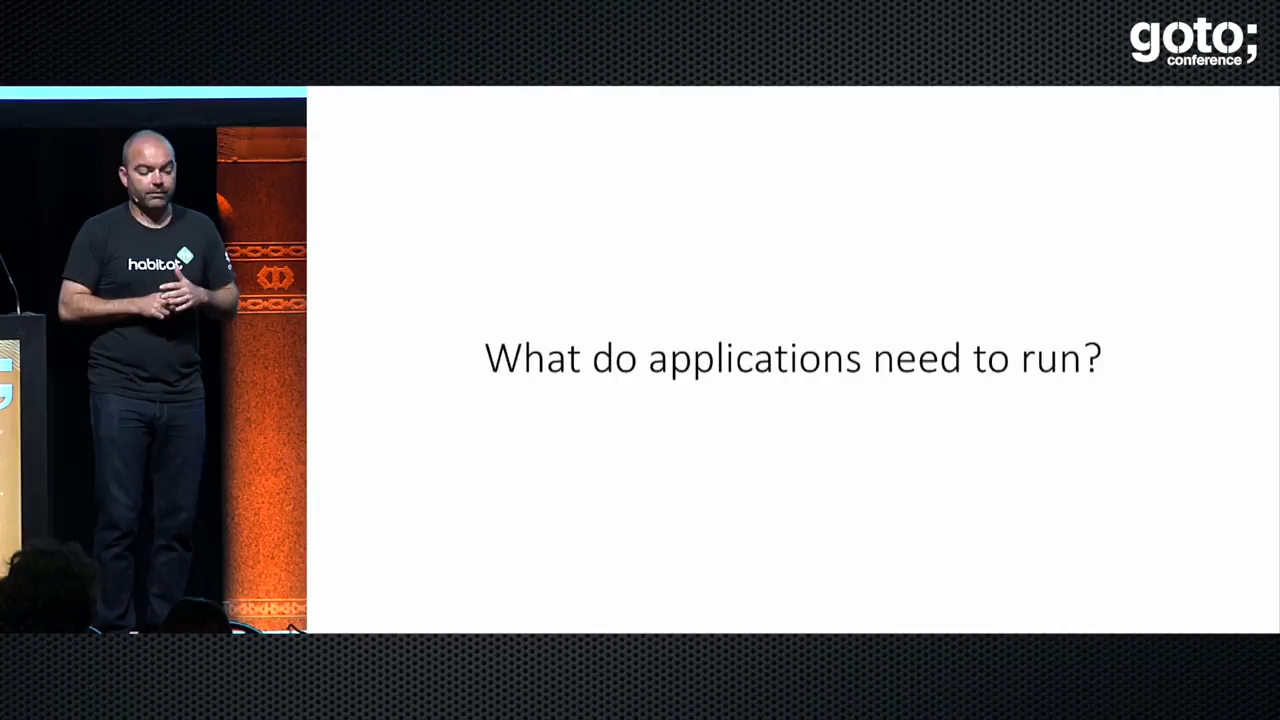 goto;
conference
habitat
What do applications need to run?